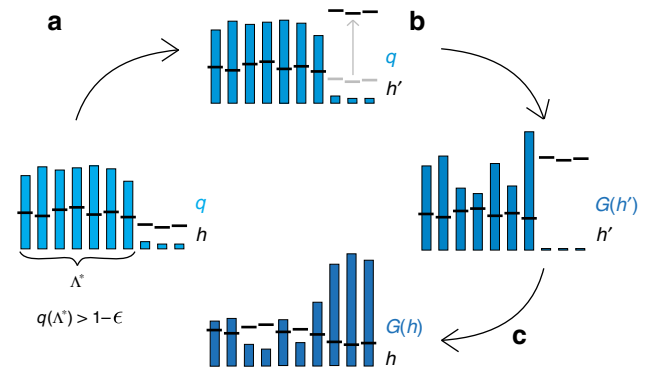 a
b
q
h′
q
h
Λ*
q(Λ*) > 1–ϵ
G(h′)
h′
G(h)
h
c